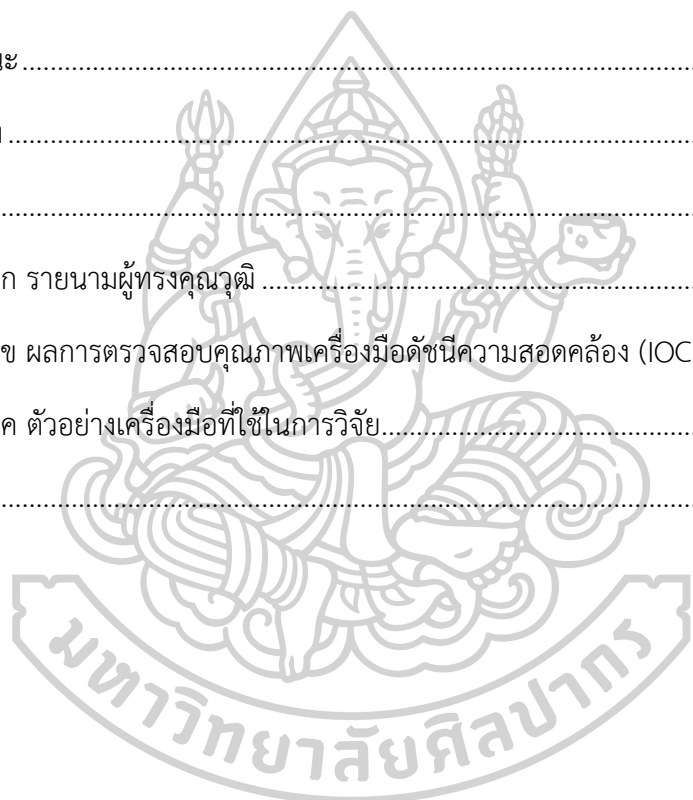 นะ
ก รายนามผู้ทรงคุณวุฒิ
ข ผลการตรวจสอบคุณภาพเครื่องมือดัชนีความสอดคล้อง (IOC
ค ตัวอย่างเครื่องมือที่ใช้ในการวิจัย
มหาวิทยาลัยศิลปากร